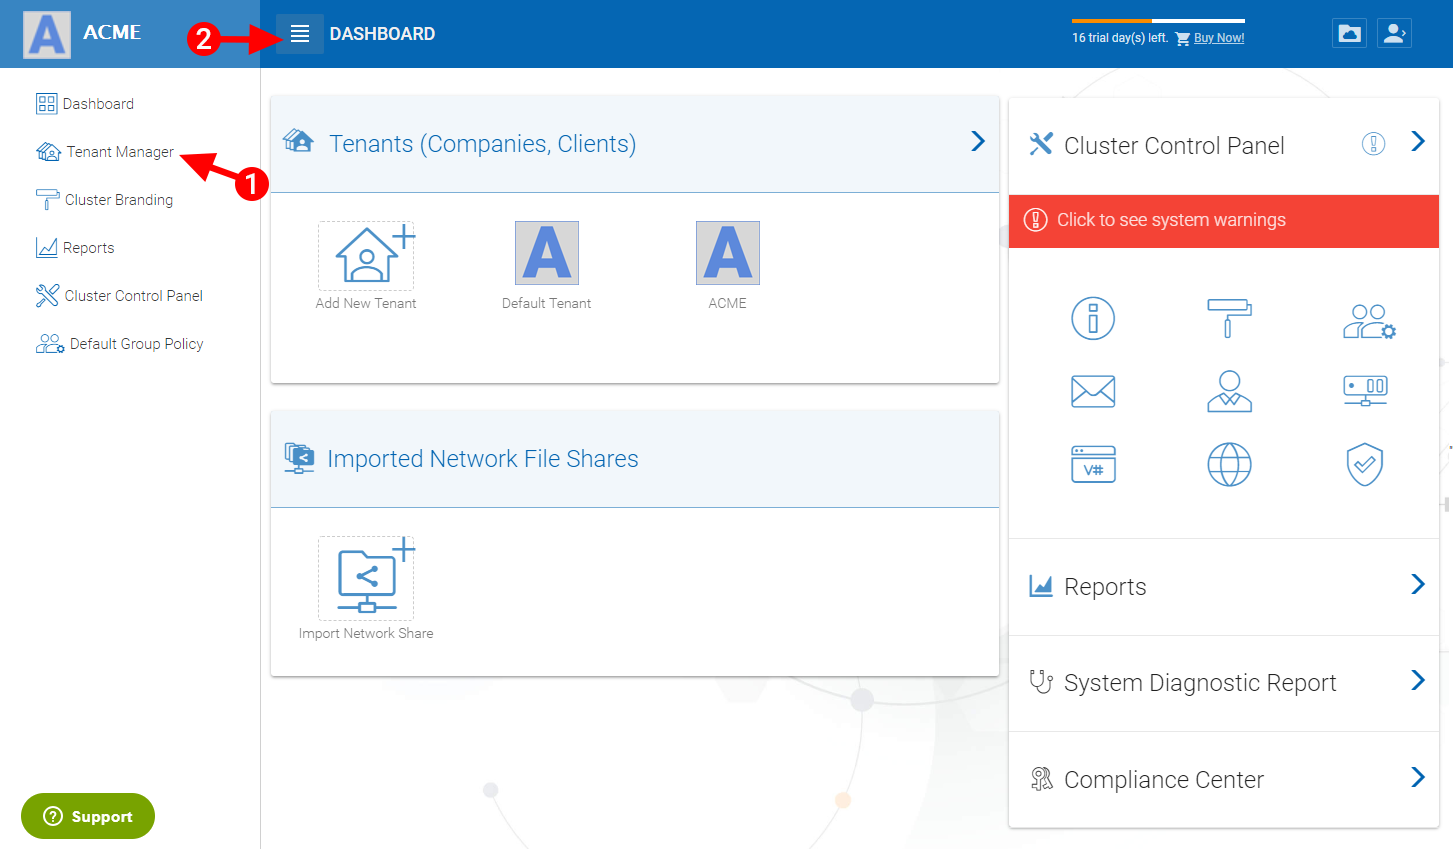 A ACME
2
DASHBOARD
16 trial day(s) left. Buy Now!
Dashboard
Tenant Manager
1
Cluster Branding
Reports
Cluster Control Panel
Default Group Policy
Support
Tenants (Companies, Clients)
Add New Tenant
A
Default Tenant
A
ACME
Imported Network File Shares
Import Network Share
Cluster Control Panel
Click to see system warnings
V#
Reports
System Diagnostic Report
Compliance Center